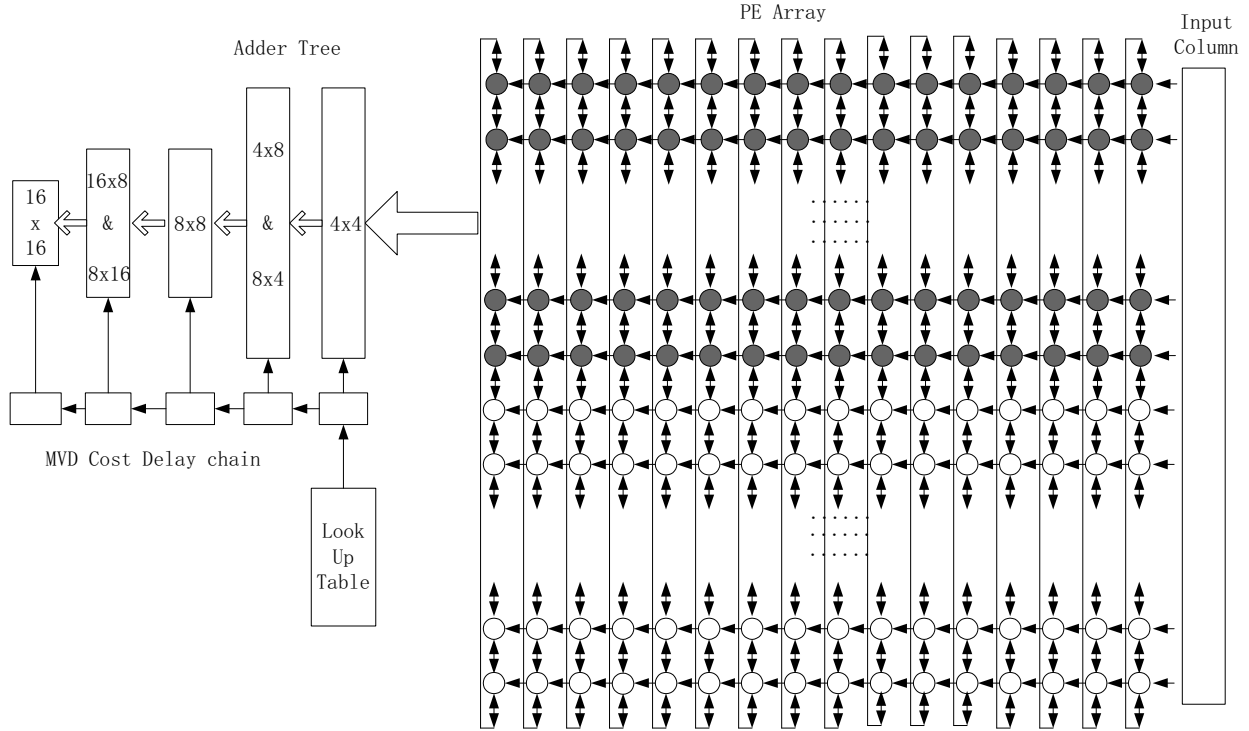 PE Array
Input
Column
Adder Tree
4x8
&
8x4
16x8
&
8x16
16
x
16
8x8
4x4
......
......
......
MVD Cost Delay chain
Look
Up
Table
......
......
......